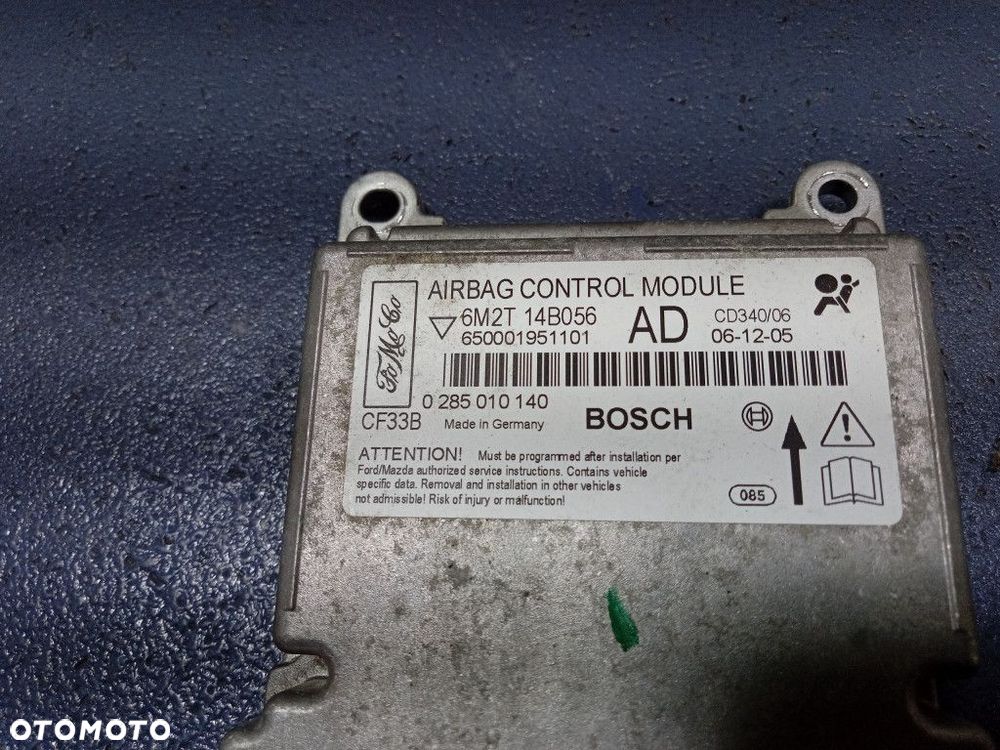 AIRBAG CONTROL MODULE
FoMoCo
6M2T 14B056 AD CD340/06
650001951101 06-12-05
0 285 010 140 BOSCH
CF33B Made in Germany
ATTENTION! Must be programmed after installation per
Ford/Mazda authorized service instructions. Contains vehicle
specific data. Removal and installation in other vehicles
not admissible! Risk of injury or malfunction!
085
OTOMOTO